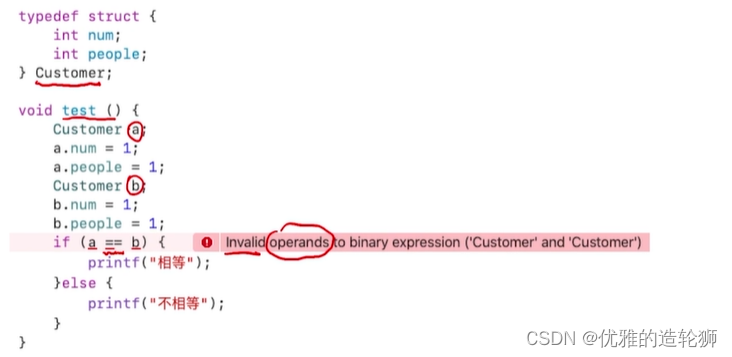 typedef struct {
int num;
int people;
} Customer;
void test () {
Customer a;
a.num = 1;
a.people = 1;
Customer b;
b.num = 1;
b.people = 1;
if (a == b) { Invalid operands to binary expression ('Customer' and 'Customer')
printf("相等");
}else {
printf("不相等");
}
}
CSDN @优雅的造轮狮